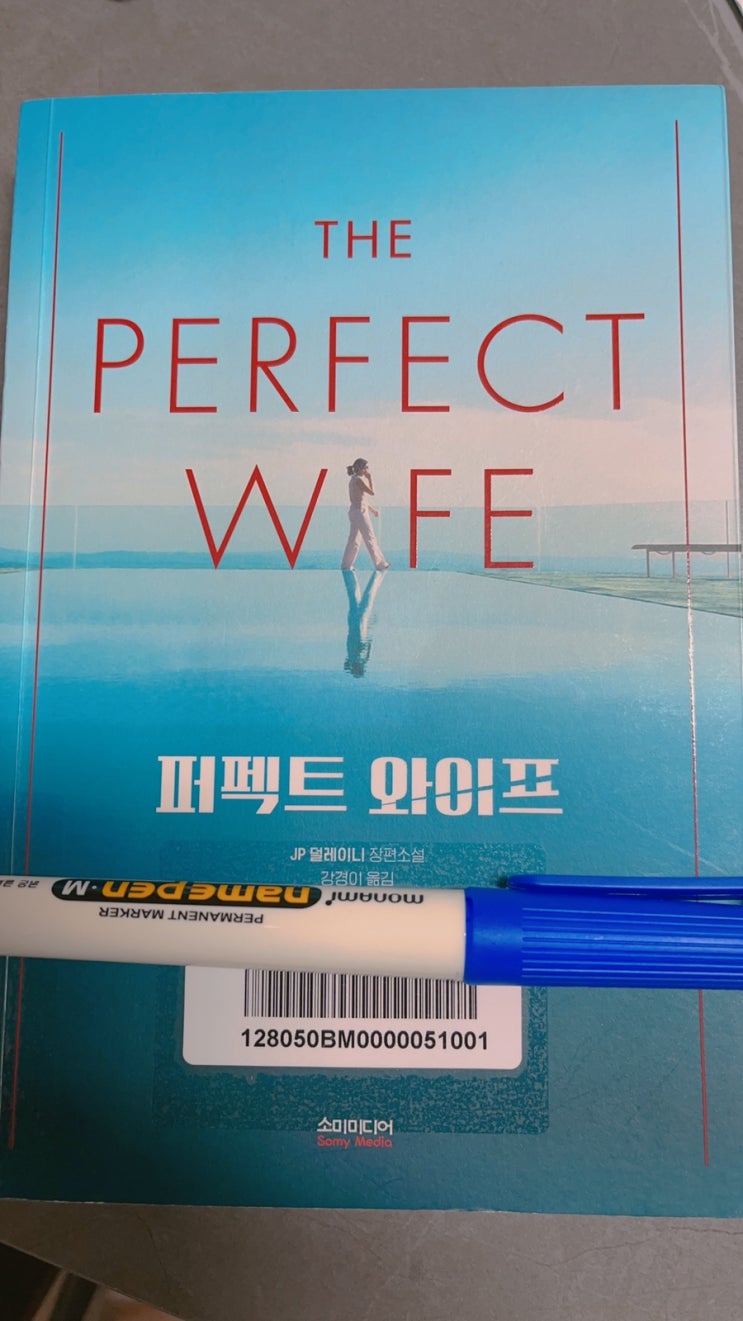 THE
PERFECT
WIFE
퍼펙트 와이프
JP 덜레이니 장편소설
강경이 옮김
monami namepen·M
PERMANENT MARKER
128050BM0000051001
소미미디어
Somy Media